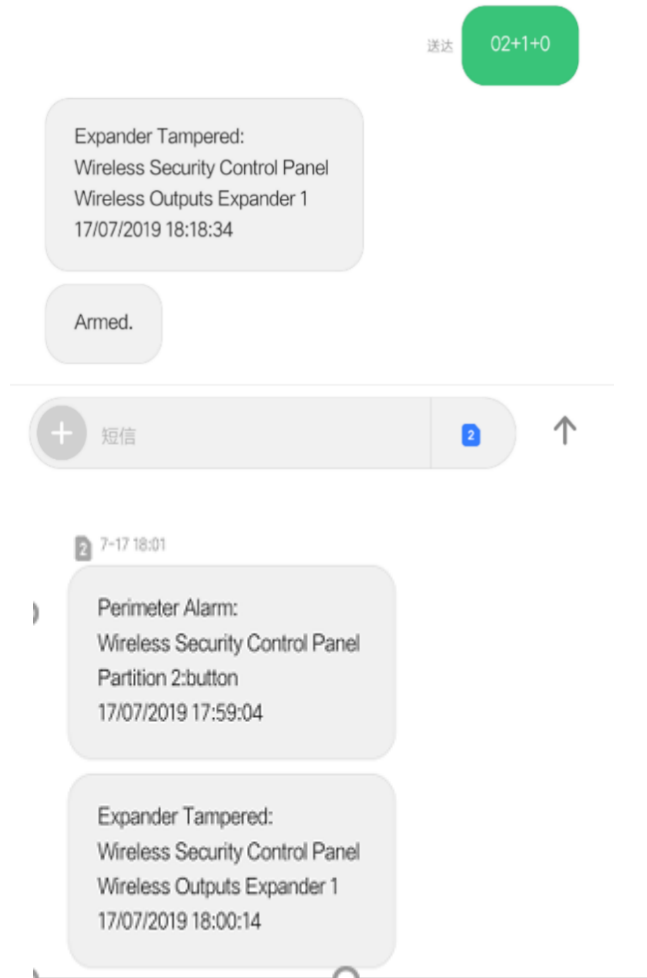 送达
02+1+0
Expander Tampered:
Wireless Security Control Panel
Wireless Outputs Expander 1
17/07/2019 18:18:34
Armed.
短信
2
2 7-17 18:01
Perimeter Alarm:
Wireless Security Control Panel
Partition 2:button
17/07/2019 17:59:04
Expander Tampered:
Wireless Security Control Panel
Wireless Outputs Expander 1
17/07/2019 18:00:14